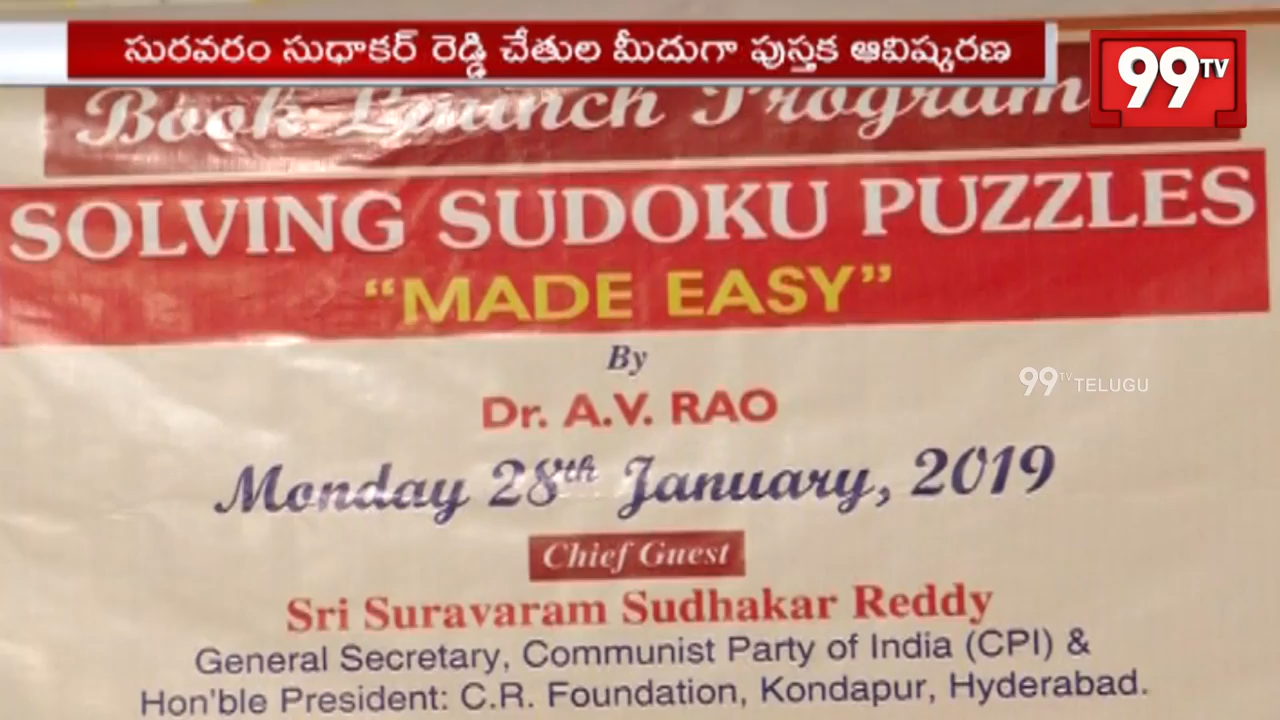 సురవరం సుధాకర్ రెడ్డి చేతుల మీదుగా పుస్తక ఆవిష్కరణ
99TV
Book Launch Program
SOLVING SUDOKU PUZZLES
“MADE EASY”
By
99TV TELUGU
Dr. A.V. RAO
Monday 28th January, 2019
Chief Guest
Sri Suravaram Sudhakar Reddy
General Secretary, Communist Party of India (CPI) &
Hon'ble President: C.R. Foundation, Kondapur, Hyderabad.